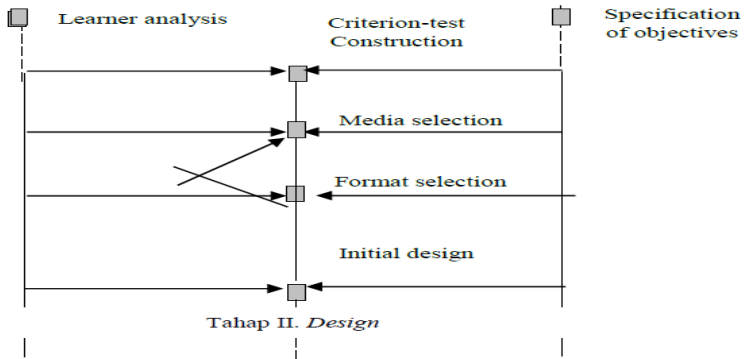 Learner analysis
Criterion-test
Construction
Specification
of objectives
Media selection
Format selection
Initial design
Tahap II. Design